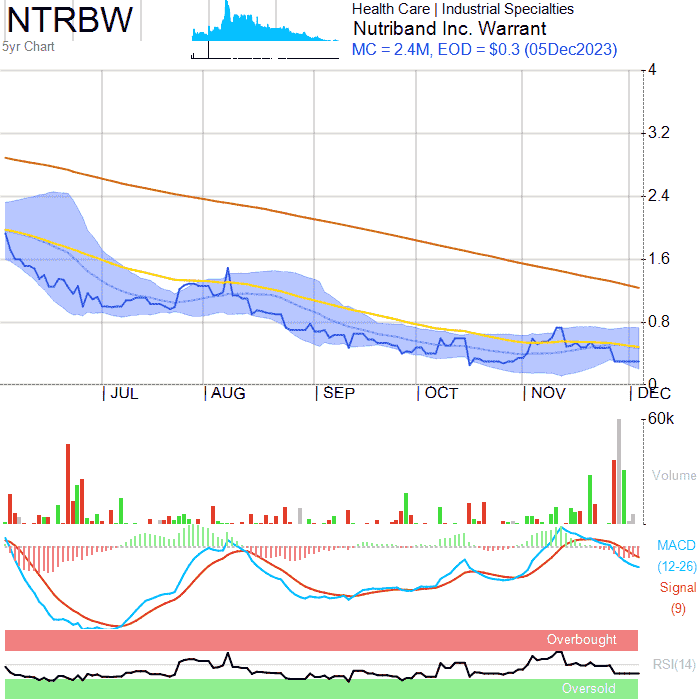 NTRBW
5yr Chart
Health Care | Industrial Specialties
Nutriband Inc. Warrant
MC = 2.4M, EOD = $0.3 (05Dec2023)
4
3.2
2.4
1.6
0.8
0
| JUL | AUG | SEP | OCT | NOV | DEC
60k
Volume
MACD
(12-26)
Signal
(9)
Overbought
RSI(14)
Oversold